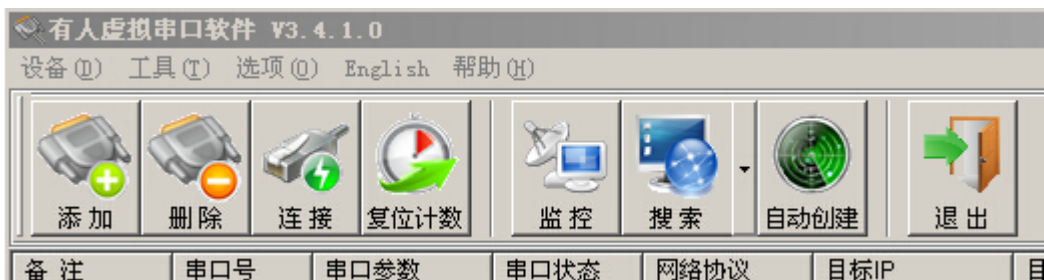 有人虚拟串口软件 V3.4.1.0
设备(D) 工具(T) 选项(O) English 帮助(H)
添加 删除 连接 复位计数 监控 搜索 自动创建 退出
备注 串口号 串口参数 串口状态 网络协议 目标IP 目